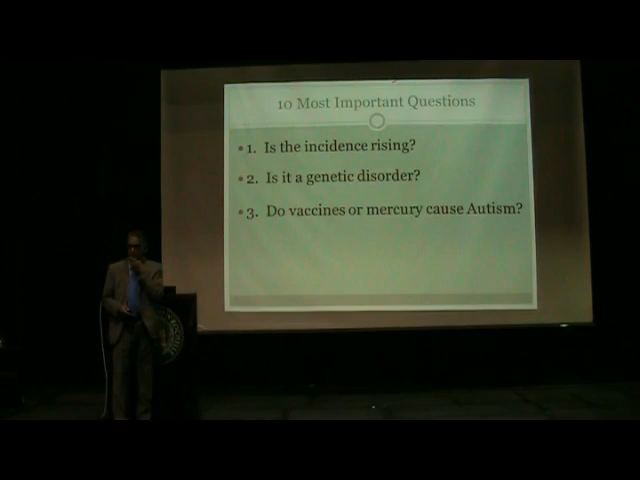 10 Most Important Questions
1. Is the incidence rising?
2. Is it a genetic disorder?
3. Do vaccines or mercury cause Autism?